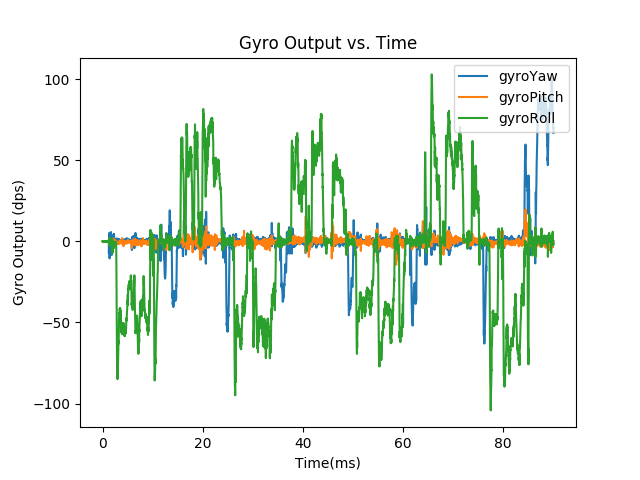 Gyro Output vs. Time
gyroYaw
gyroPitch
gyroRoll
100
50
0
−50
−100
Gyro Output (dps)
0 20 40 60 80
Time(ms)